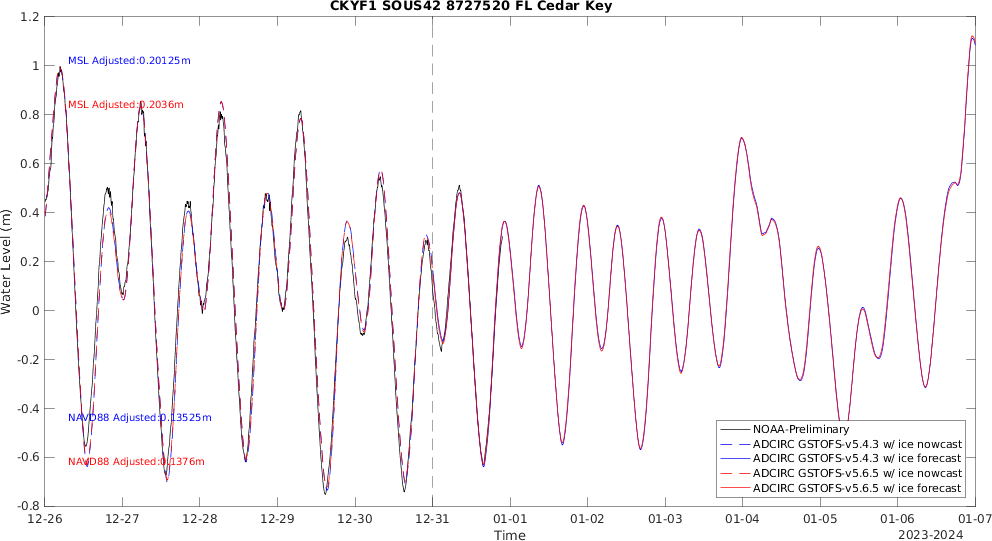 CKYF1 SOUS42 8727520 FL Cedar Key
1.2
1
0.8
0.6
0.4
0.2
0
-0.2
-0.4
-0.6
-0.8
Water Level (m)
MSL Adjusted:0.20125m
MSL Adjusted:0.2036m
NAVD88 Adjusted:0.13525m
NAVD88 Adjusted:0.1376m
NOAA-Preliminary
ADCIRC GSTOFS-v5.4.3 w/ ice nowcast
ADCIRC GSTOFS-v5.4.3 w/ ice forecast
ADCIRC GSTOFS-v5.6.5 w/ ice nowcast
ADCIRC GSTOFS-v5.6.5 w/ ice forecast
12-26 12-27 12-28 12-29 12-30 12-31 01-01 01-02 01-03 01-04 01-05 01-06 01-07
Time
2023-2024